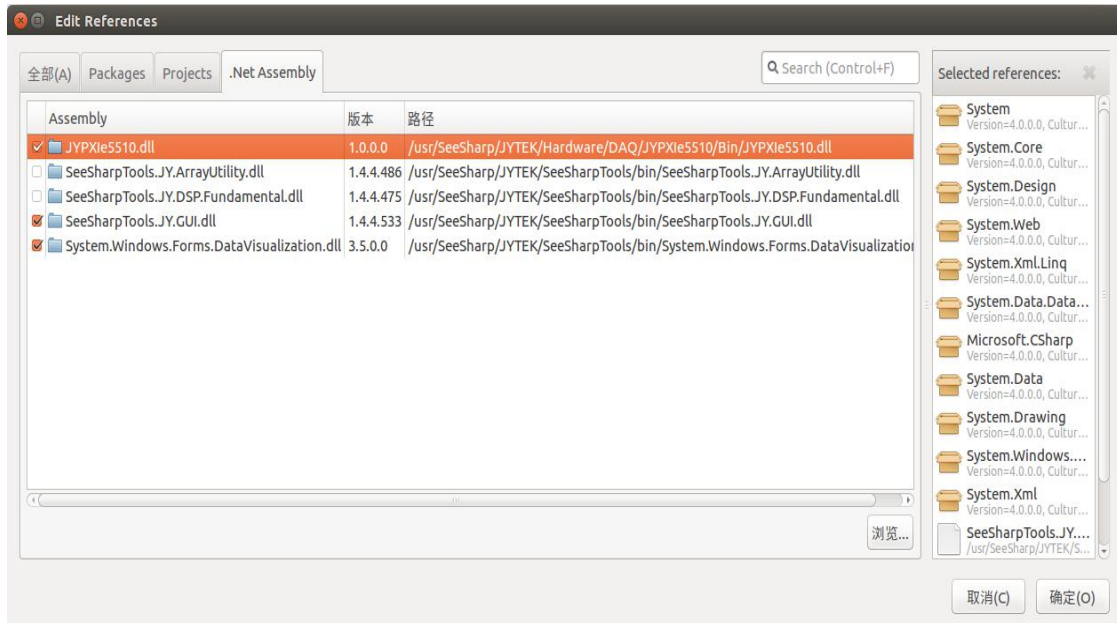 Edit References
全部(A) Packages Projects .Net Assembly
Search (Control+F)
Assembly 版本 路径
JYPXIe5510.dll 1.0.0.0 /usr/SeeSharp/JYTEK/Hardware/DAQ/JYPXIe5510/Bin/JYPXIe5510.dll
SeeSharpTools.JY.ArrayUtility.dll 1.4.4.486 /usr/SeeSharp/JYTEK/SeeSharpTools/bin/SeeSharpTools.JY.ArrayUtility.dll
SeeSharpTools.JY.DSP.Fundamental.dll 1.4.4.475 /usr/SeeSharp/JYTEK/SeeSharpTools/bin/SeeSharpTools.JY.DSP.Fundamental.dll
SeeSharpTools.JY.GUI.dll 1.4.4.533 /usr/SeeSharp/JYTEK/SeeSharpTools/bin/SeeSharpTools.JY.GUI.dll
System.Windows.Forms.DataVisualization.dll 3.5.0.0 /usr/SeeSharp/JYTEK/SeeSharpTools/bin/System.Windows.Forms.DataVisualization
浏览...
Selected references:
System
Version=4.0.0.0, Cultur...
System.Core
Version=4.0.0.0, Cultur...
System.Design
Version=4.0.0.0, Cultur...
System.Web
Version=4.0.0.0, Cultur...
System.Xml.Linq
Version=4.0.0.0, Cultur...
System.Data.Data...
Version=4.0.0.0, Cultur...
Microsoft.CSharp
Version=4.0.0.0, Cultur...
System.Data
Version=4.0.0.0, Cultur...
System.Drawing
Version=4.0.0.0, Cultur...
System.Windows....
Version=4.0.0.0, Cultur...
System.Xml
Version=4.0.0.0, Cultur...
SeeSharpTools.JY....
/usr/SeeSharp/JYTEK/S...
取消(C) 确定(O)